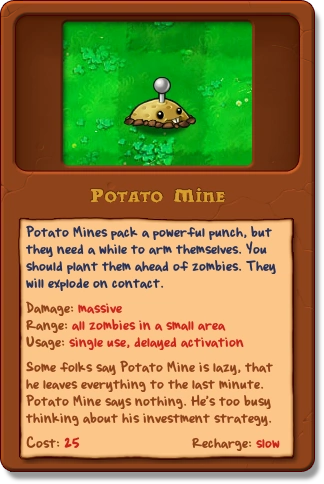 Potato Mine
Potato Mines pack a powerful punch, but
they need a while to arm themselves. You
should plant them ahead of zombies. They
will explode on contact.
Damage: massive
Range: all zombies in a small area
Usage: single use, delayed activation
Some folks say Potato Mine is lazy, that
he leaves everything to the last minute.
Potato Mine says nothing. He's too busy
thinking about his investment strategy.
Cost: 25 Recharge: slow